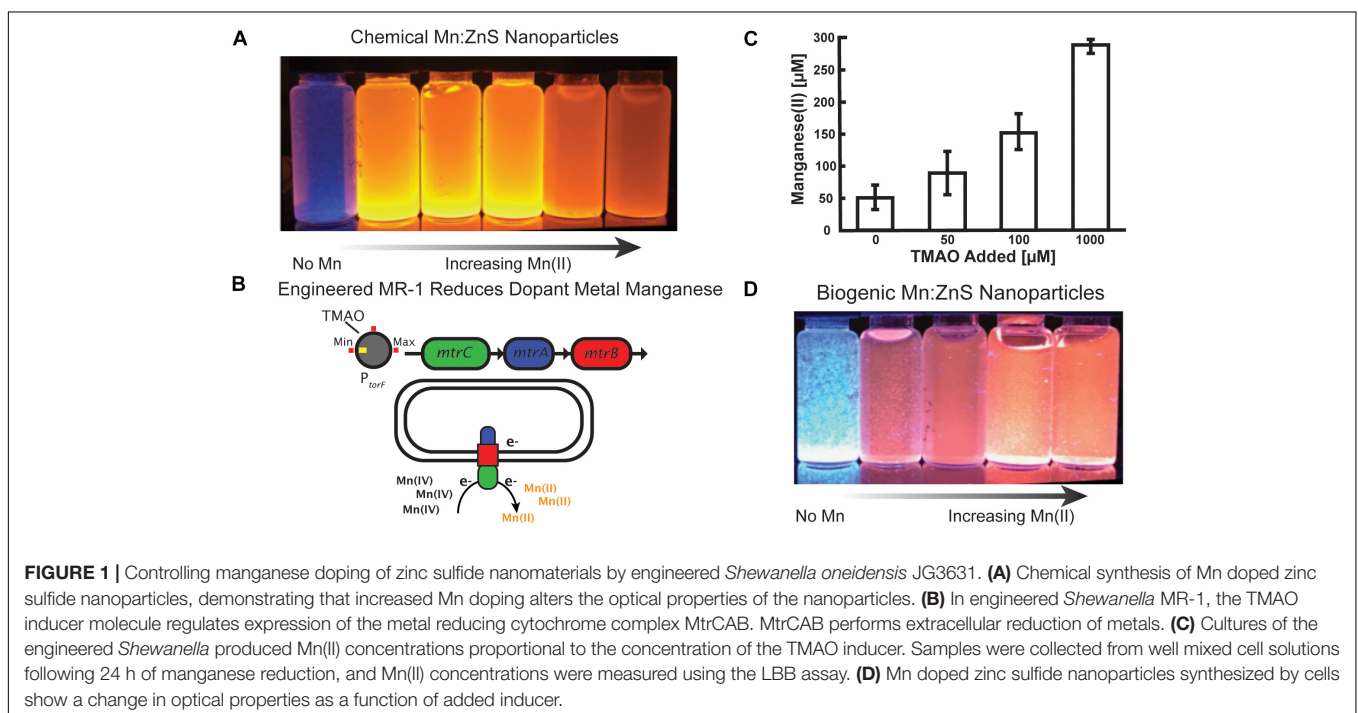 A
Chemical Mn:ZnS Nanoparticles
No Mn
Increasing Mn(II)
B
Engineered MR-1 Reduces Dopant Metal Manganese
TMAO
Min
Max
PtorF
mtrC
mtrA
mtrB
e-
e-
e-
Mn(IV)
Mn(IV)
Mn(IV)
Mn(II)
Mn(II)
Mn(II)
C
Manganese(II) [µM]
300
250
200
150
100
50
0
0 50 100 1000
TMAO Added [µM]
D
Biogenic Mn:ZnS Nanoparticles
No Mn
Increasing Mn(II)
FIGURE 1 | Controlling manganese doping of zinc sulfide nanomaterials by engineered Shewanella oneidensis JG3631. (A) Chemical synthesis of Mn doped zinc
sulfide nanoparticles, demonstrating that increased Mn doping alters the optical properties of the nanoparticles. (B) In engineered Shewanella MR-1, the TMAO
inducer molecule regulates expression of the metal reducing cytochrome complex MtrCAB. MtrCAB performs extracellular reduction of metals. (C) Cultures of the
engineered Shewanella produced Mn(II) concentrations proportional to the concentration of the TMAO inducer. Samples were collected from well mixed cell solutions
following 24 h of manganese reduction, and Mn(II) concentrations were measured using the LBB assay. (D) Mn doped zinc sulfide nanoparticles synthesized by cells
show a change in optical properties as a function of added inducer.